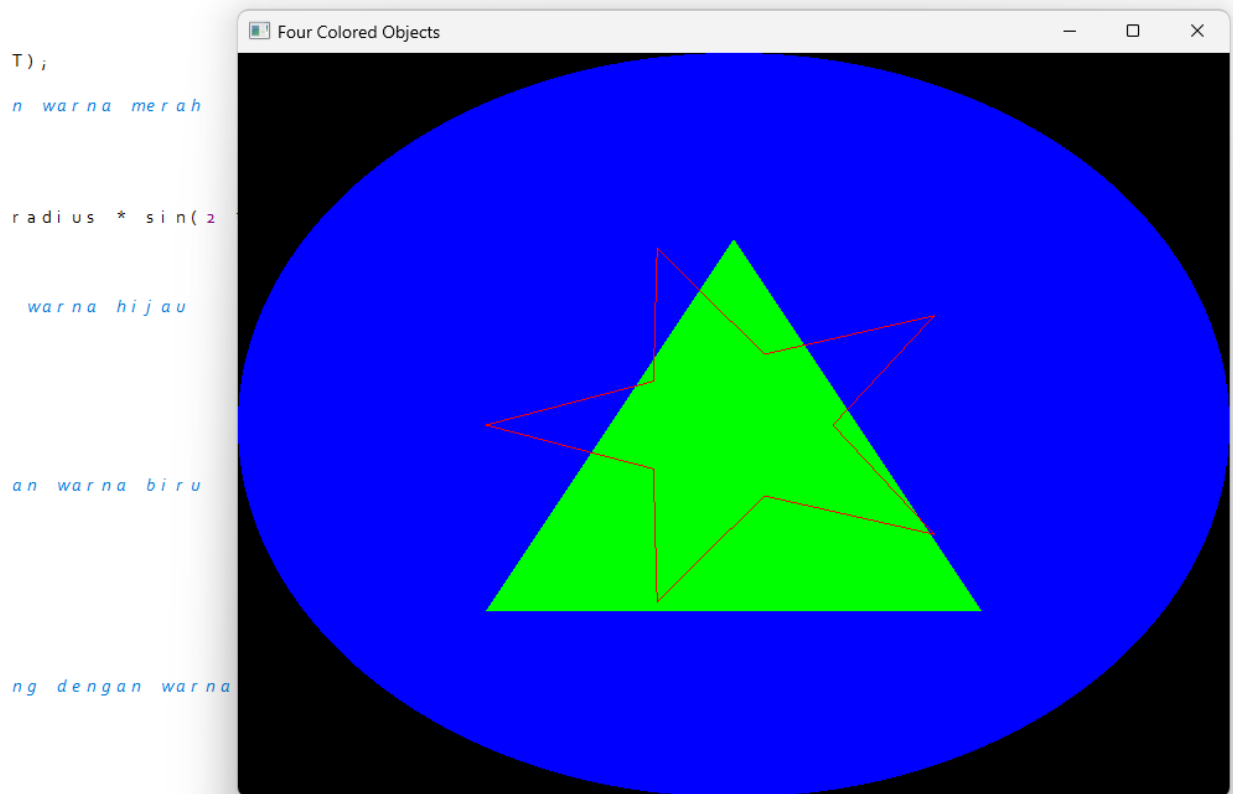 Four Colored Objects
T);
n warna merah
radius * sin(2
warna hijau
an warna biru
ng dengan warna